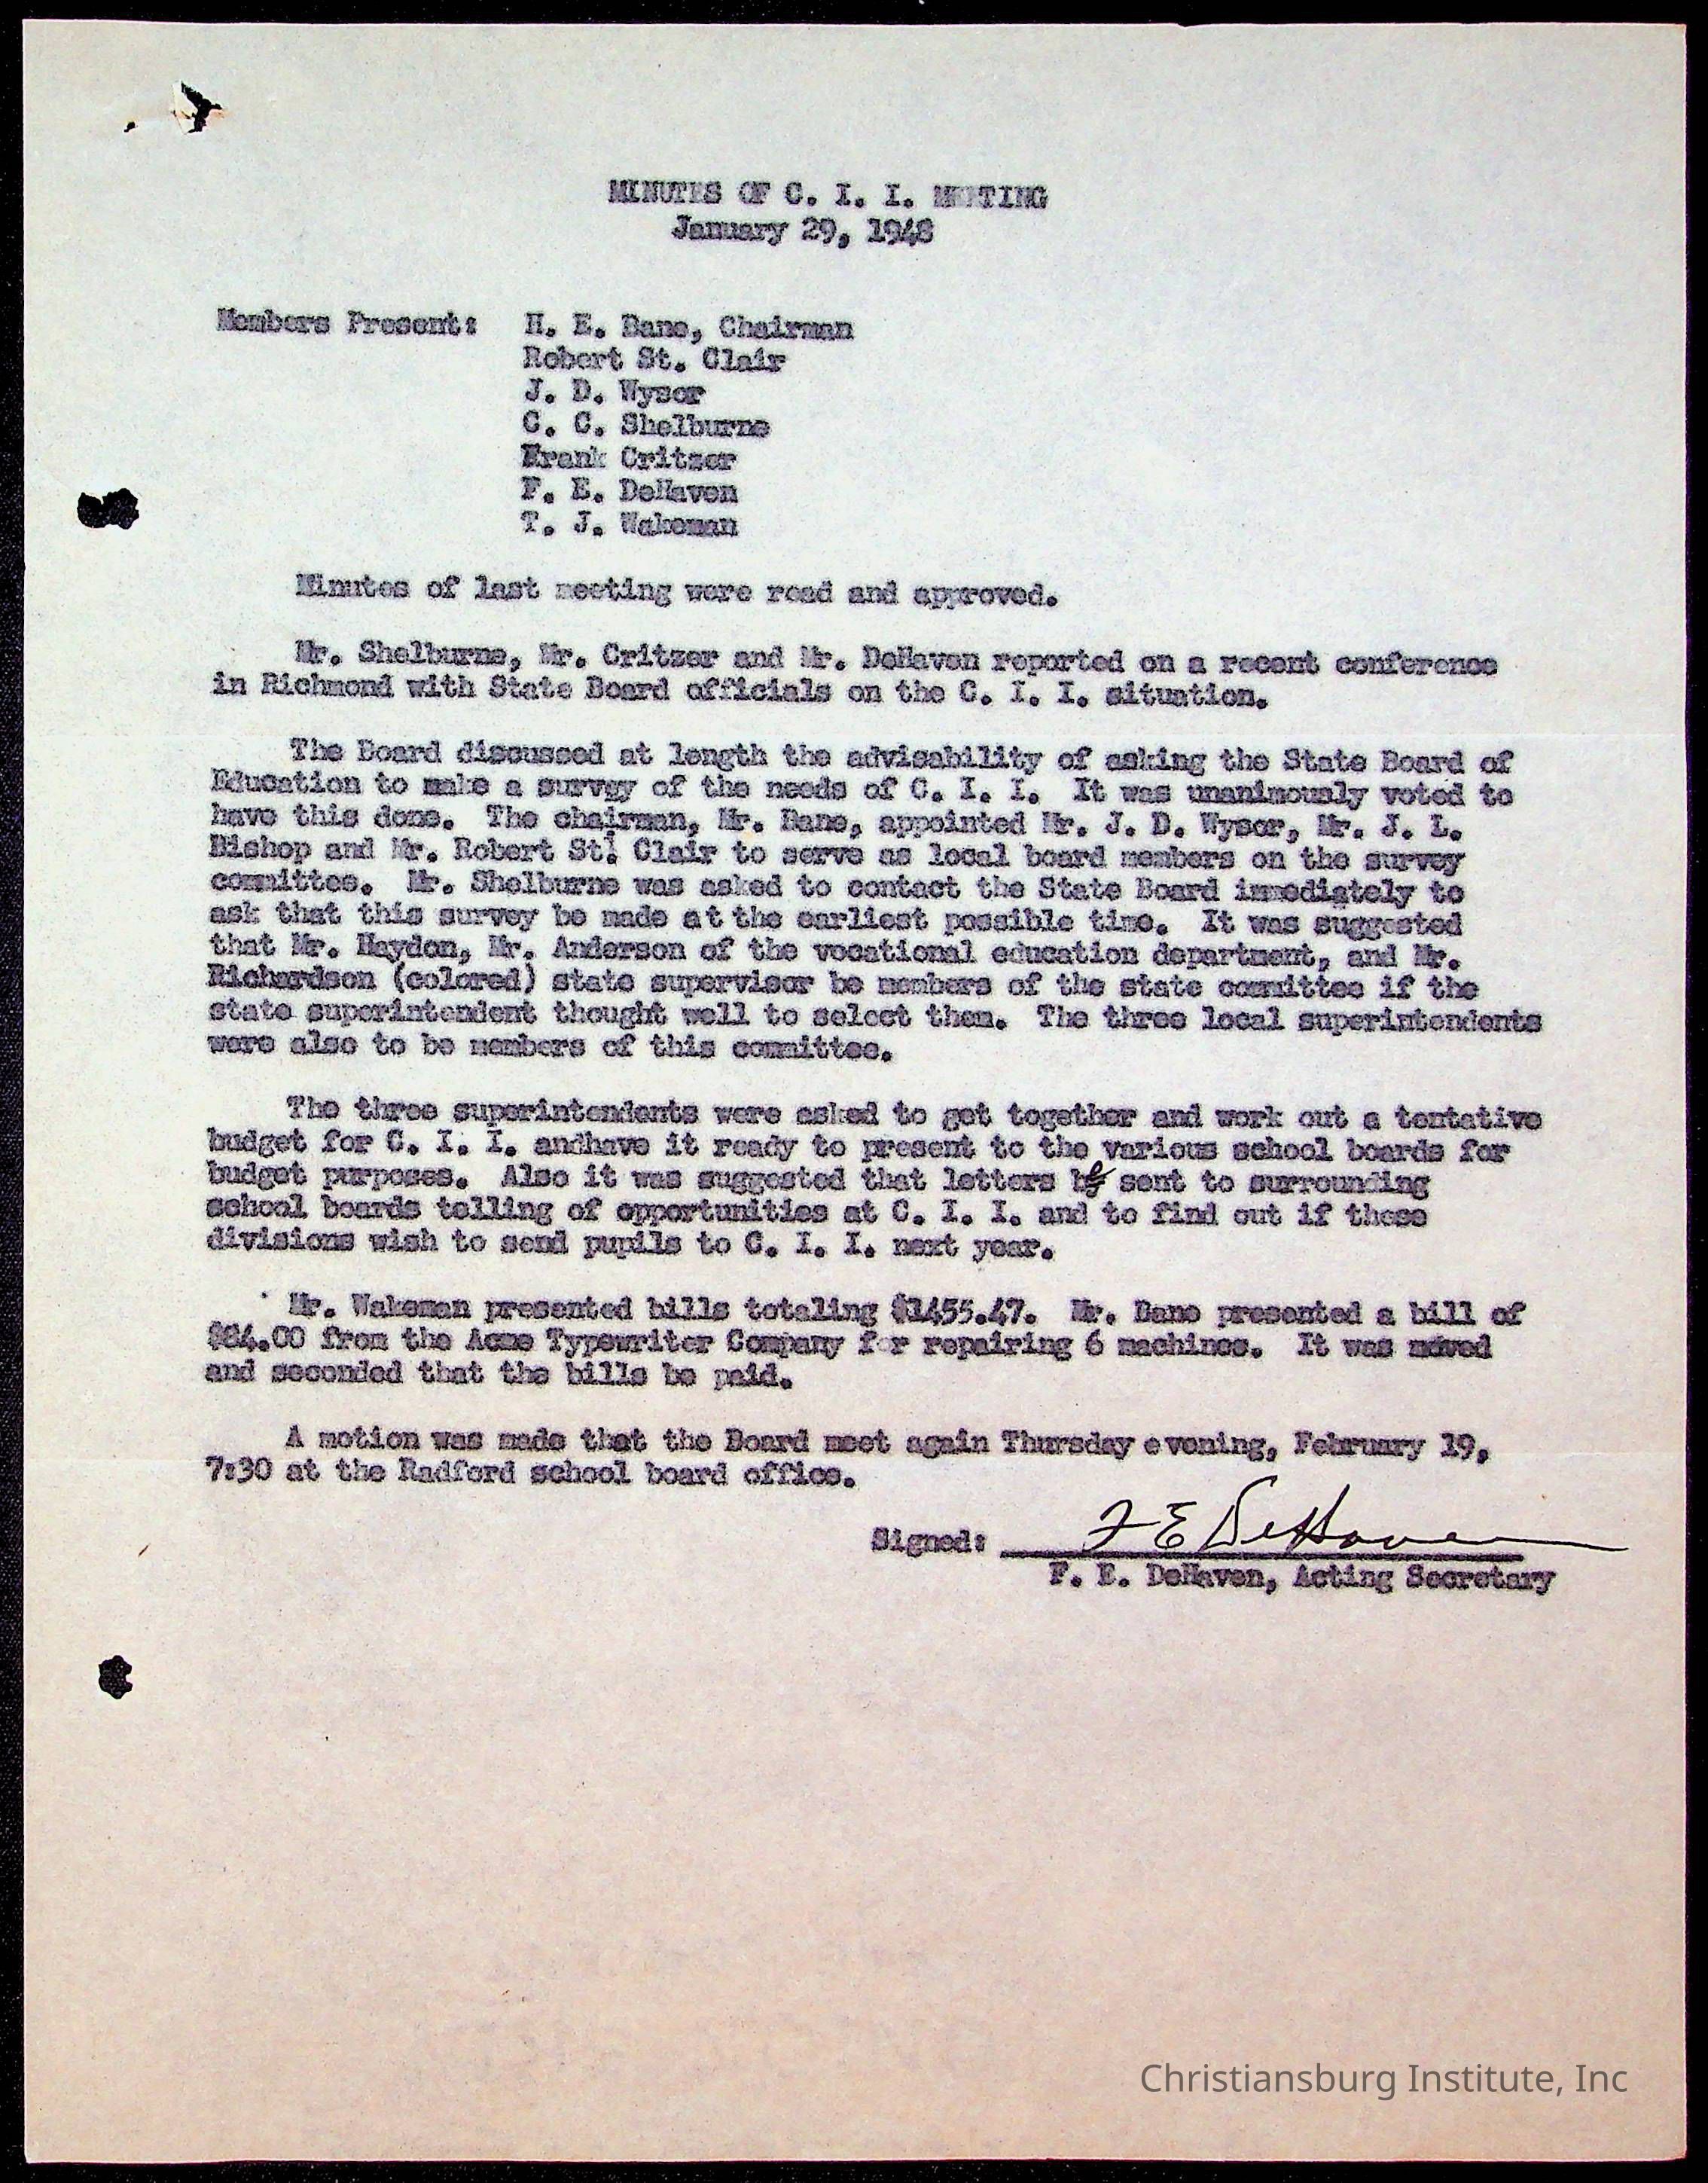 MINUTES OF C. I. I. MEETING
January 29, 1948
Members Present: H. E. Bane, Chairman
Robert St. Clair
J. D. Wysor
C. C. Shelburne
Frank Critzer
F. E. DeHaven
T. J. Wakeman
Minutes of last meeting were read and approved.
Mr. Shelburne, Mr. Critzer and Mr. DeHaven reported on a recent conference
in Richmond with State Board officials on the C. I. I. situation.
The Board discussed at length the advisability of asking the State Board of
Education to make a survey of the needs of C. I. I. It was unanimously voted to
have this done. The chairman, Mr. Bane, appointed Mr. J. D. Wysor, Mr. J. L.
Bishop and Mr. Robert St. Clair to serve as local board members on the survey
committee. Mr. Shelburne was asked to contact the State Board immediately to
ask that this survey be made at the earliest possible time. It was suggested
that Mr. Haydon, Mr. Anderson of the vocational education department, and Mr.
Richardson (colored) state supervisor be members of the state committee if the
state superintendent thought well to select them. The three local superintendents
were also to be members of this committee.
The three superintendents were asked to get together and work out a tentative
budget for C. I. I. andhave it ready to present to the various school boards for
budget purposes. Also it was suggested that letters be sent to surrounding
school boards telling of opportunities at C. I. I. and to find out if these
divisions wish to send pupils to C. I. I. next year.
Mr. Wakeman presented bills totaling $1455.47. Mr. Bane presented a bill of
$84.00 from the Acme Typewriter Company for repairing 6 machines. It was moved
and seconded that the bills be paid.
A motion was made that the Board meet again Thursday evening, February 19,
7:30 at the Radford school board office.
Signed: F E DeHaven
F. E. DeHaven, Acting Secretary
Christiansburg Institute, Inc